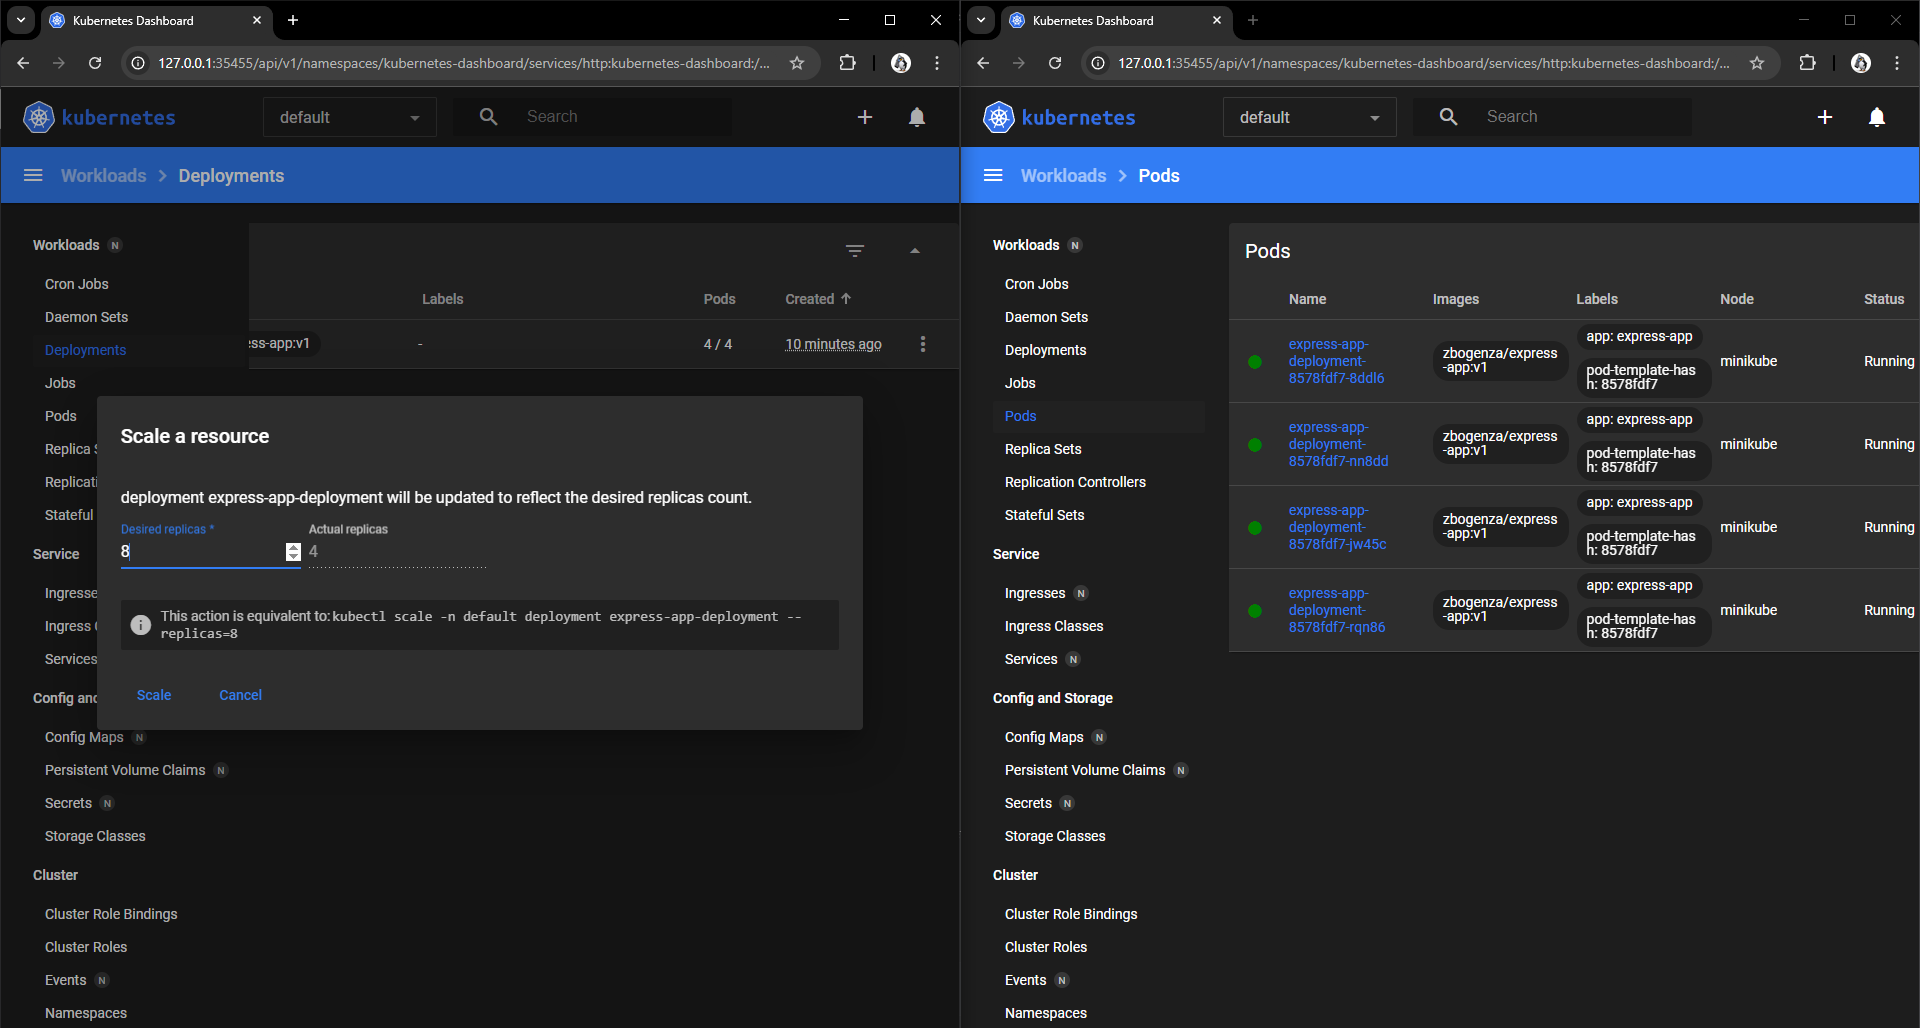 Kubernetes Dashboard
127.0.0.1:35455/api/v1/namespaces/kubernetes-dashboard/services/http:kubernetes-dashboard:/...
kubernetes
default
Search
Workloads > Deployments
Workloads N
Cron Jobs
Daemon Sets
Deployments
Jobs
Pods
Replica S
Replicati
Stateful
Service
Ingresse
Ingress C
Services
Config and
Config Maps N
Persistent Volume Claims N
Secrets N
Storage Classes
Cluster
Cluster Role Bindings
Cluster Roles
Events N
Namespaces
Labels
Pods
Created
ss-app:v1
-
4 / 4
10 minutes ago
Scale a resource
deployment express-app-deployment will be updated to reflect the desired replicas count.
Desired replicas *
Actual replicas
8
4
This action is equivalent to: kubectl scale -n default deployment express-app-deployment --
replicas=8
Scale
Cancel
Kubernetes Dashboard
127.0.0.1:35455/api/v1/namespaces/kubernetes-dashboard/services/http:kubernetes-dashboard:/...
kubernetes
default
Search
Workloads > Pods
Workloads N
Cron Jobs
Daemon Sets
Deployments
Jobs
Pods
Replica Sets
Replication Controllers
Stateful Sets
Service
Ingresses N
Ingress Classes
Services N
Config and Storage
Config Maps N
Persistent Volume Claims N
Secrets N
Storage Classes
Cluster
Cluster Role Bindings
Cluster Roles
Events N
Namespaces
Pods
Name
Images
Labels
Node
Status
express-app-
deployment-
8578fdf7-8ddl6
zbogenza/express
-app:v1
app: express-app
pod-template-has
h: 8578fdf7
minikube
Running
express-app-
deployment-
8578fdf7-nn8dd
zbogenza/express
-app:v1
app: express-app
pod-template-has
h: 8578fdf7
minikube
Running
express-app-
deployment-
8578fdf7-jw45c
zbogenza/express
-app:v1
app: express-app
pod-template-has
h: 8578fdf7
minikube
Running
express-app-
deployment-
8578fdf7-rqn86
zbogenza/express
-app:v1
app: express-app
pod-template-has
h: 8578fdf7
minikube
Running